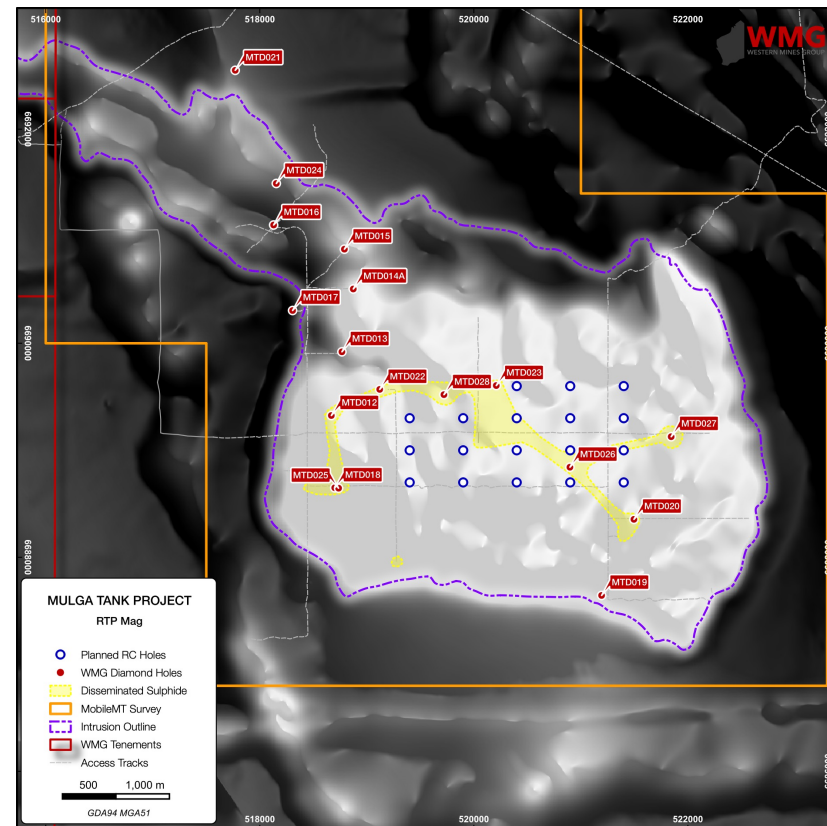 516000
518000
520000
522000
WMG
WESTERN MINES GROUP
MTD021
6692000
MTD024
MTD016
MTD015
MTD014A
MTD017
6690000
MTD013
MTD022
MTD023
MTD028
MTD012
MTD027
MTD026
MTD025
MTD018
MTD020
6688000
MTD019
MULGA TANK PROJECT
RTP Mag
Planned RC Holes
WMG Diamond Holes
Disseminated Sulphide
MobileMT Survey
Intrusion Outline
WMG Tenements
Access Tracks
500 1,000 m
GDA94 MGA51
518000
520000
522000